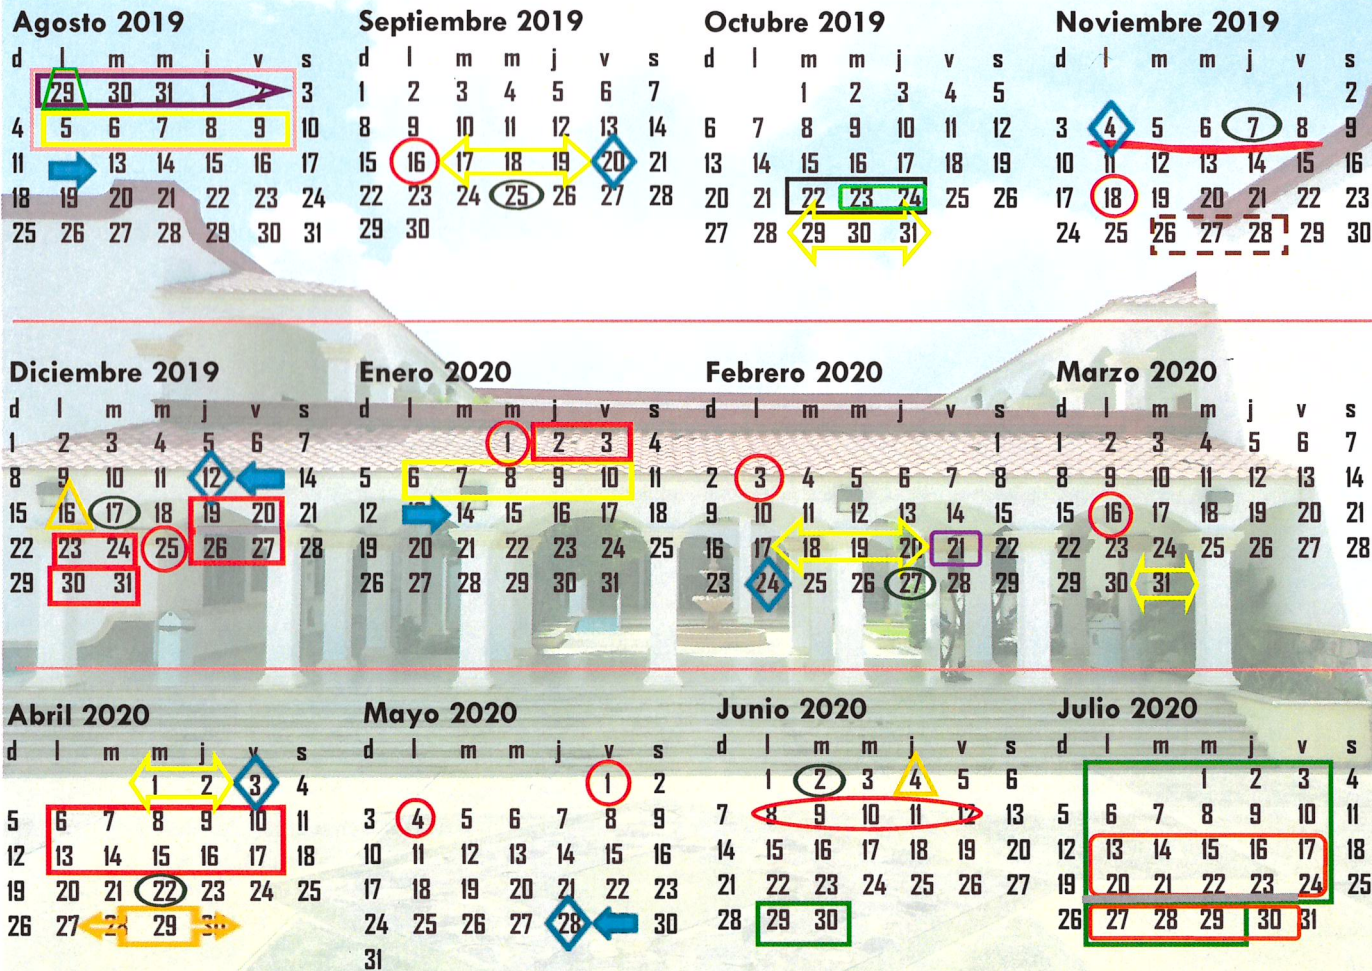 Agosto 2019
d l m m j v s
29 30 31 1 2 3
4 5 6 7 8 9 10
11 13 14 15 16 17
18 19 20 21 22 23 24
25 26 27 28 29 30 31
Septiembre 2019
d l m m j v s
1 2 3 4 5 6 7
8 9 10 11 12 13 14
15 16 17 18 19 20 21
22 23 24 25 26 27 28
29 30
Octubre 2019
d l m m j v s
1 2 3 4 5
6 7 8 9 10 11 12
13 14 15 16 17 18 19
20 21 22 23 24 25 26
27 28 29 30 31
Noviembre 2019
d l m m j v s
1 2
3 4 5 6 7 8 9
10 11 12 13 14 15 16
17 18 19 20 21 22 23
24 25 26 27 28 29 30
Diciembre 2019
d l m m j v s
1 2 3 4 5 6 7
8 9 10 11 12 14
15 16 17 18 19 20 21
22 23 24 25 26 27 28
29 30 31
Enero 2020
d l m m j v s
1 2 3 4
5 6 7 8 9 10 11
12 14 15 16 17 18
19 20 21 22 23 24 25
26 27 28 29 30 31
Febrero 2020
d l m m j v s
1
2 3 4 5 6 7 8
9 10 11 12 13 14 15
16 17 18 19 20 21 22
23 24 25 26 27 28 29
Marzo 2020
d l m m j v s
1 2 3 4 5 6 7
8 9 10 11 12 13 14
15 16 17 18 19 20 21
22 23 24 25 26 27 28
29 30 31
Abril 2020
d l m m j v s
1 2 3 4
5 6 7 8 9 10 11
12 13 14 15 16 17 18
19 20 21 22 23 24 25
26 27 28 29 30
Mayo 2020
d l m m j v s
1 2
3 4 5 6 7 8 9
10 11 12 13 14 15 16
17 18 19 20 21 22 23
24 25 26 27 28 30
31
Junio 2020
d l m m j v s
1 2 3 4 5 6
7 8 9 10 11 12 13
14 15 16 17 18 19 20
21 22 23 24 25 26 27
28 29 30
Julio 2020
d l m m j v s
1 2 3 4
5 6 7 8 9 10 11
12 13 14 15 16 17 18
19 20 21 22 23 24 25
26 27 28 29 30 31